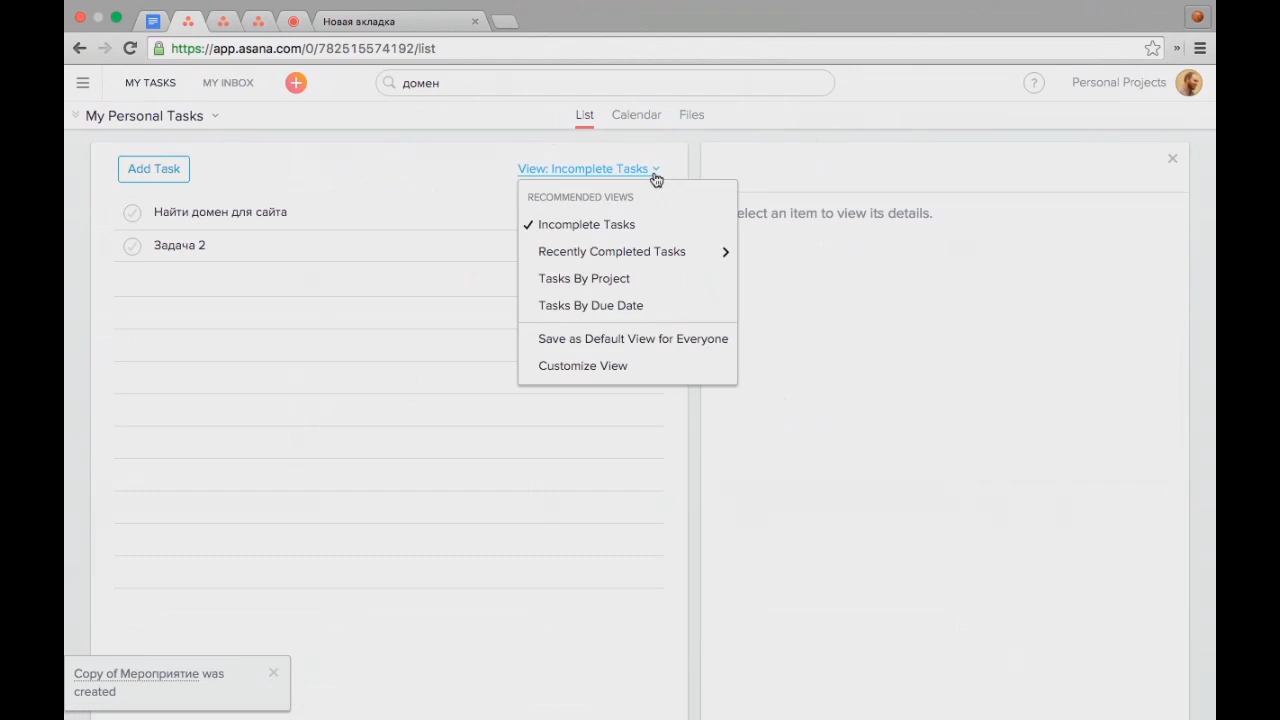 Новая вкладка
https://app.asana.com/0/782515574192/list
MY TASKS
MY INBOX
домен
?
Personal Projects
My Personal Tasks
List
Calendar
Files
Add Task
View: Incomplete Tasks
RECOMMENDED VIEWS
Incomplete Tasks
Recently Completed Tasks
Tasks By Project
Tasks By Due Date
Save as Default View for Everyone
Customize View
Найти домен для сайта
Задача 2
elect an item to view its details.
Copy of Мероприятие was
created